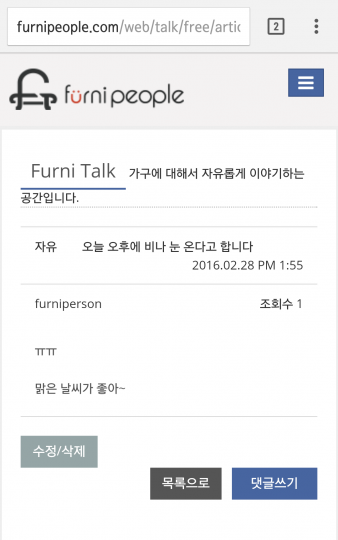 furnipeople.com/web/talk/free/artic
2
fürnipeople
Furni Talk 가구에 대해서 자유롭게 이야기하는
공간입니다.
자유 오늘 오후에 비나 눈 온다고 합니다
2016.02.28 PM 1:55
furniperson 조회수 1
ㅠㅠ
맑은 날씨가 좋아~
수정/삭제
목록으로 댓글쓰기